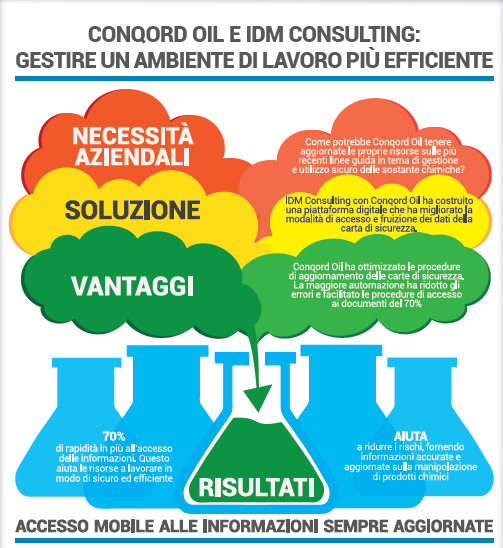 CONQORD OIL E IDM CONSULTING:
GESTIRE UN AMBIENTE DI LAVORO PIÙ EFFICIENTE
NECESSITÀ
AZIENDALI
Come potrebbe Conqord Oil tenere
aggiornate le proprie risorse sulle più
recenti linee guida in tema di gestione
e utilizzo sicuro delle sostante chimiche?
SOLUZIONE
IDM Consulting con Conqord Oil ha costruito
una piattaforma digitale che ha migliorato la
modalità di accesso e fruizione dei dati della
carta di sicurezza.
VANTAGGI
Conqord Oil ha ottimizzato le procedure
di aggiornamento delle carte di sicurezza.
La maggiore automazione ha ridotto gli
errori e facilitato le procedure di accesso
ai documenti del 70%
70%
di rapidità in più all'accesso
delle informazioni. Questo
aiuta le risorse a lavorare in
modo di sicuro ed efficiente
AIUTA
a ridurre i rischi, fornendo
informazioni accurate e
aggiornate sulla manipolazione
di prodotti chimici
RISULTATI
ACCESSO MOBILE ALLE INFORMAZIONI SEMPRE AGGIORNATE